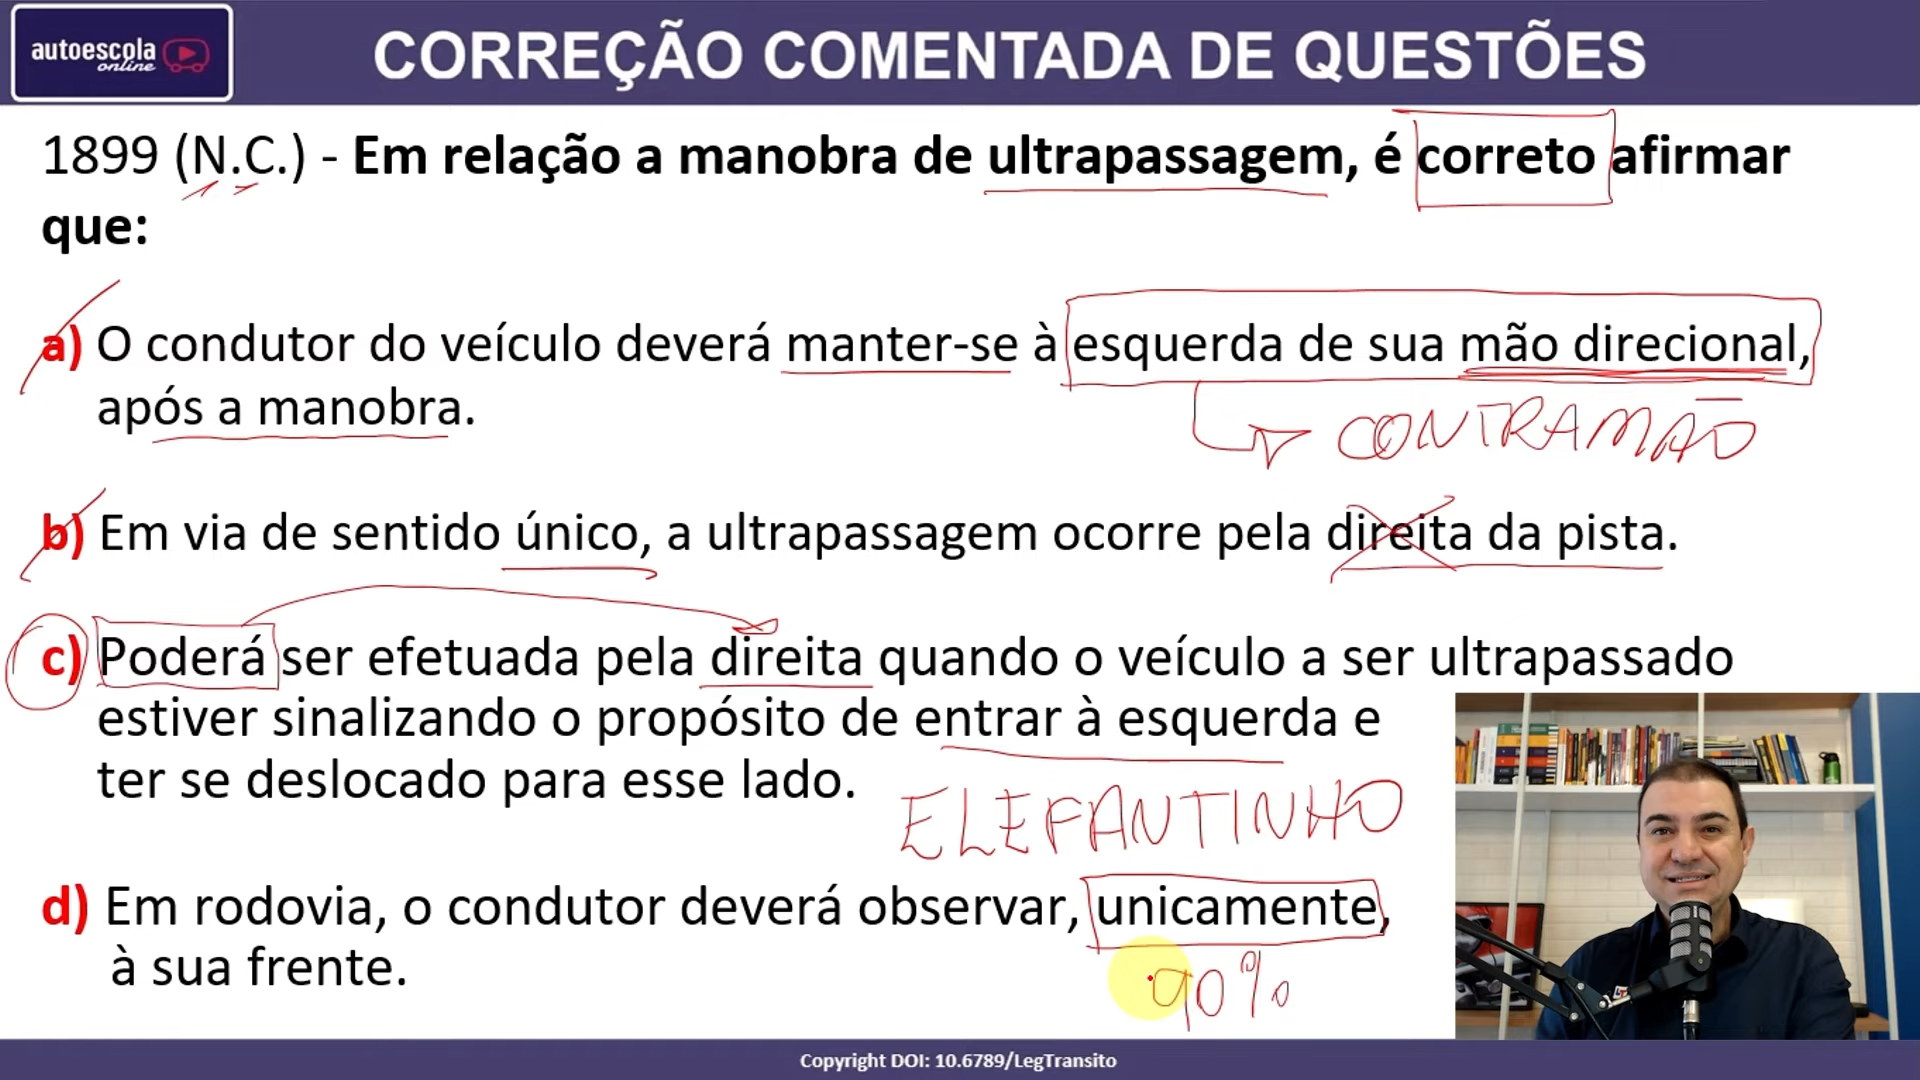 autoescola
online
CORREÇÃO COMENTADA DE QUESTÕES
1899 (N.C.) - Em relação a manobra de ultrapassagem, é correto afirmar
que:
a) O condutor do veículo deverá manter-se à esquerda de sua mão direcional,
após a manobra.
CONTRAMÃO
b) Em via de sentido único, a ultrapassagem ocorre pela direita da pista.
c) Poderá ser efetuada pela direita quando o veículo a ser ultrapassado
estiver sinalizando o propósito de entrar à esquerda e
ter se deslocado para esse lado.
ELEFANTINHO
d) Em rodovia, o condutor deverá observar, unicamente,
à sua frente.
90%
Copyright DOI: 10.6789/LegTransito